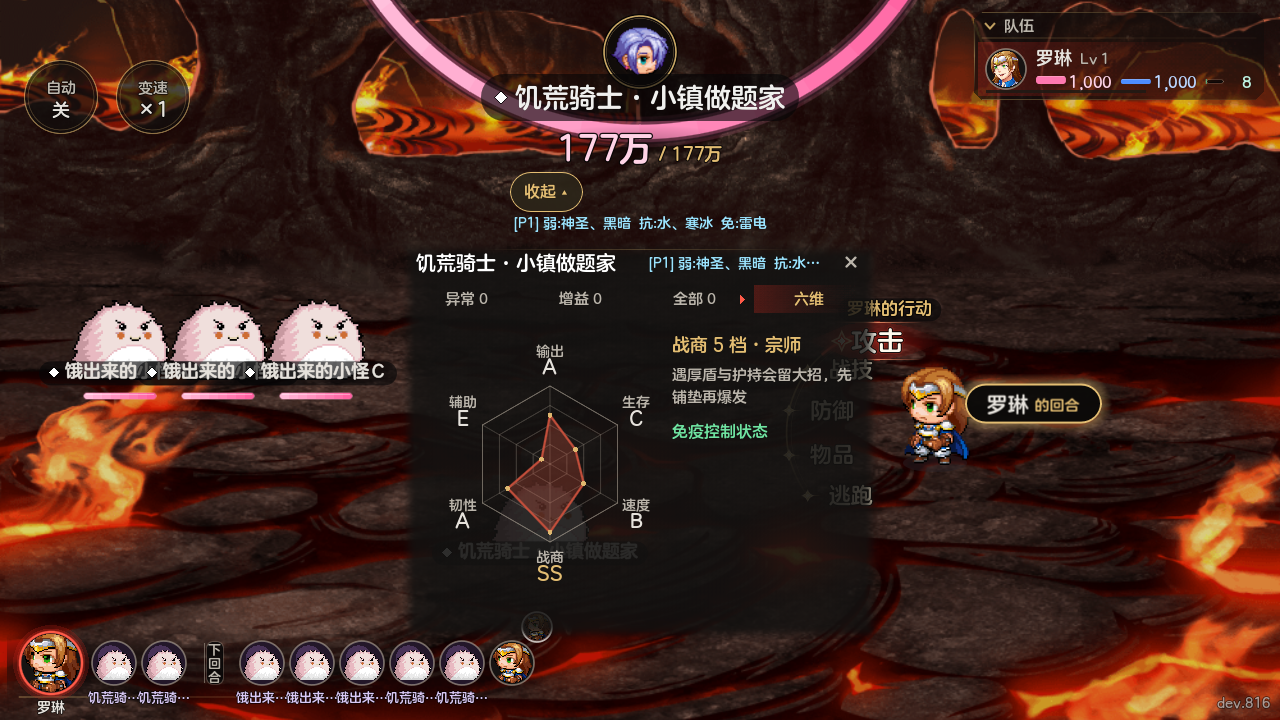 自动
关
变速
×1
饥荒骑士·小镇做题家
177万 / 177万
收起
[P1] 弱:神圣、黑暗 抗:水、寒冰 免:雷电
队伍
罗琳 Lv 1
1,000 1,000 8
饥荒骑士·小镇做题家 [P1] 弱:神圣、黑暗 抗:水…
异常 0 增益 0 全部 0 六维
输出
A
生存
C
速度
B
战商
SS
韧性
A
辅助
E
战商 5 档·宗师
遇厚盾与护持会留大招，先
铺垫再爆发
免疫控制状态
饥荒骑士·小镇做题家
罗琳的行动
攻击
战技
防御
物品
逃跑
罗琳 的回合
饿出来的
饿出来的
饿出来的小怪C
罗琳
饥荒骑…
饥荒骑…
下回合
饿出来…
饿出来…
饿出来…
饥荒骑…
饥荒骑…
dev.816